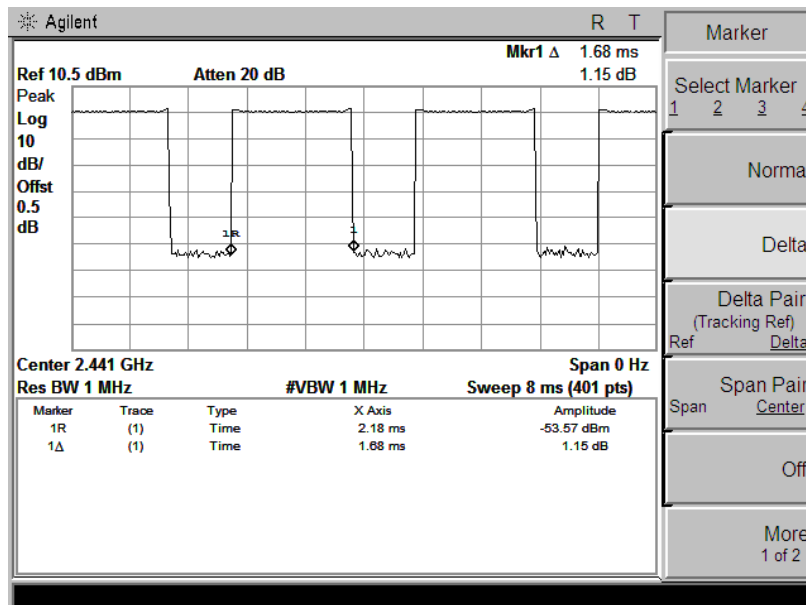 Agilent
R T
Mkr1 Δ 1.68 ms
1.15 dB
Ref 10.5 dBm Atten 20 dB
Peak
Log
10
dB/
Offst
0.5
dB
1R
1
Center 2.441 GHz Span 0 Hz
Res BW 1 MHz #VBW 1 MHz Sweep 8 ms (401 pts)
Marker Trace Type X Axis Amplitude
1R (1) Time 2.18 ms -53.57 dBm
1Δ (1) Time 1.68 ms 1.15 dB
Marker
Select Marker
1 2 3 4
Norma
Delta
Delta Pair
(Tracking Ref)
Ref Delta
Span Pair
Span Center
Off
More
1 of 2